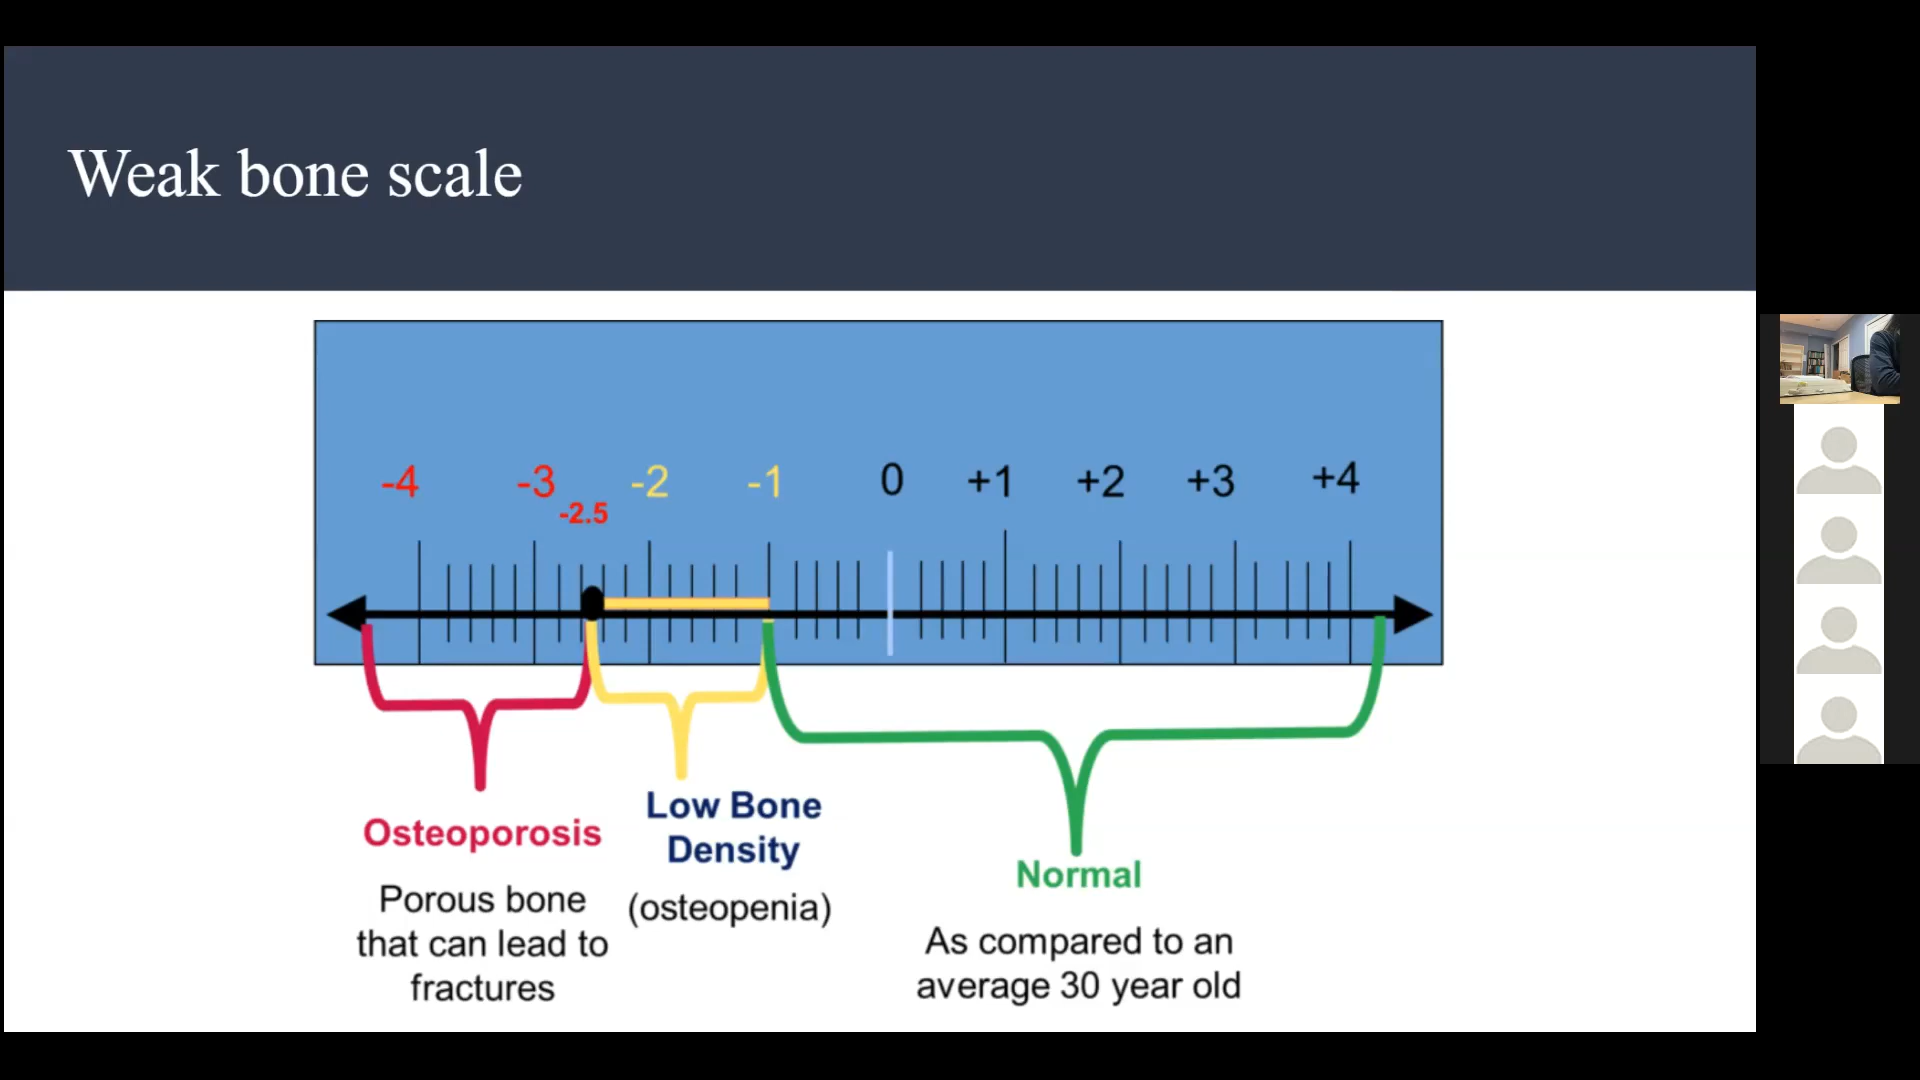 Weak bone scale
-4 -3 -2.5 -2 -1 0 +1 +2 +3 +4
Osteoporosis
Porous bone
that can lead to
fractures
Low Bone
Density
(osteopenia)
Normal
As compared to an
average 30 year old